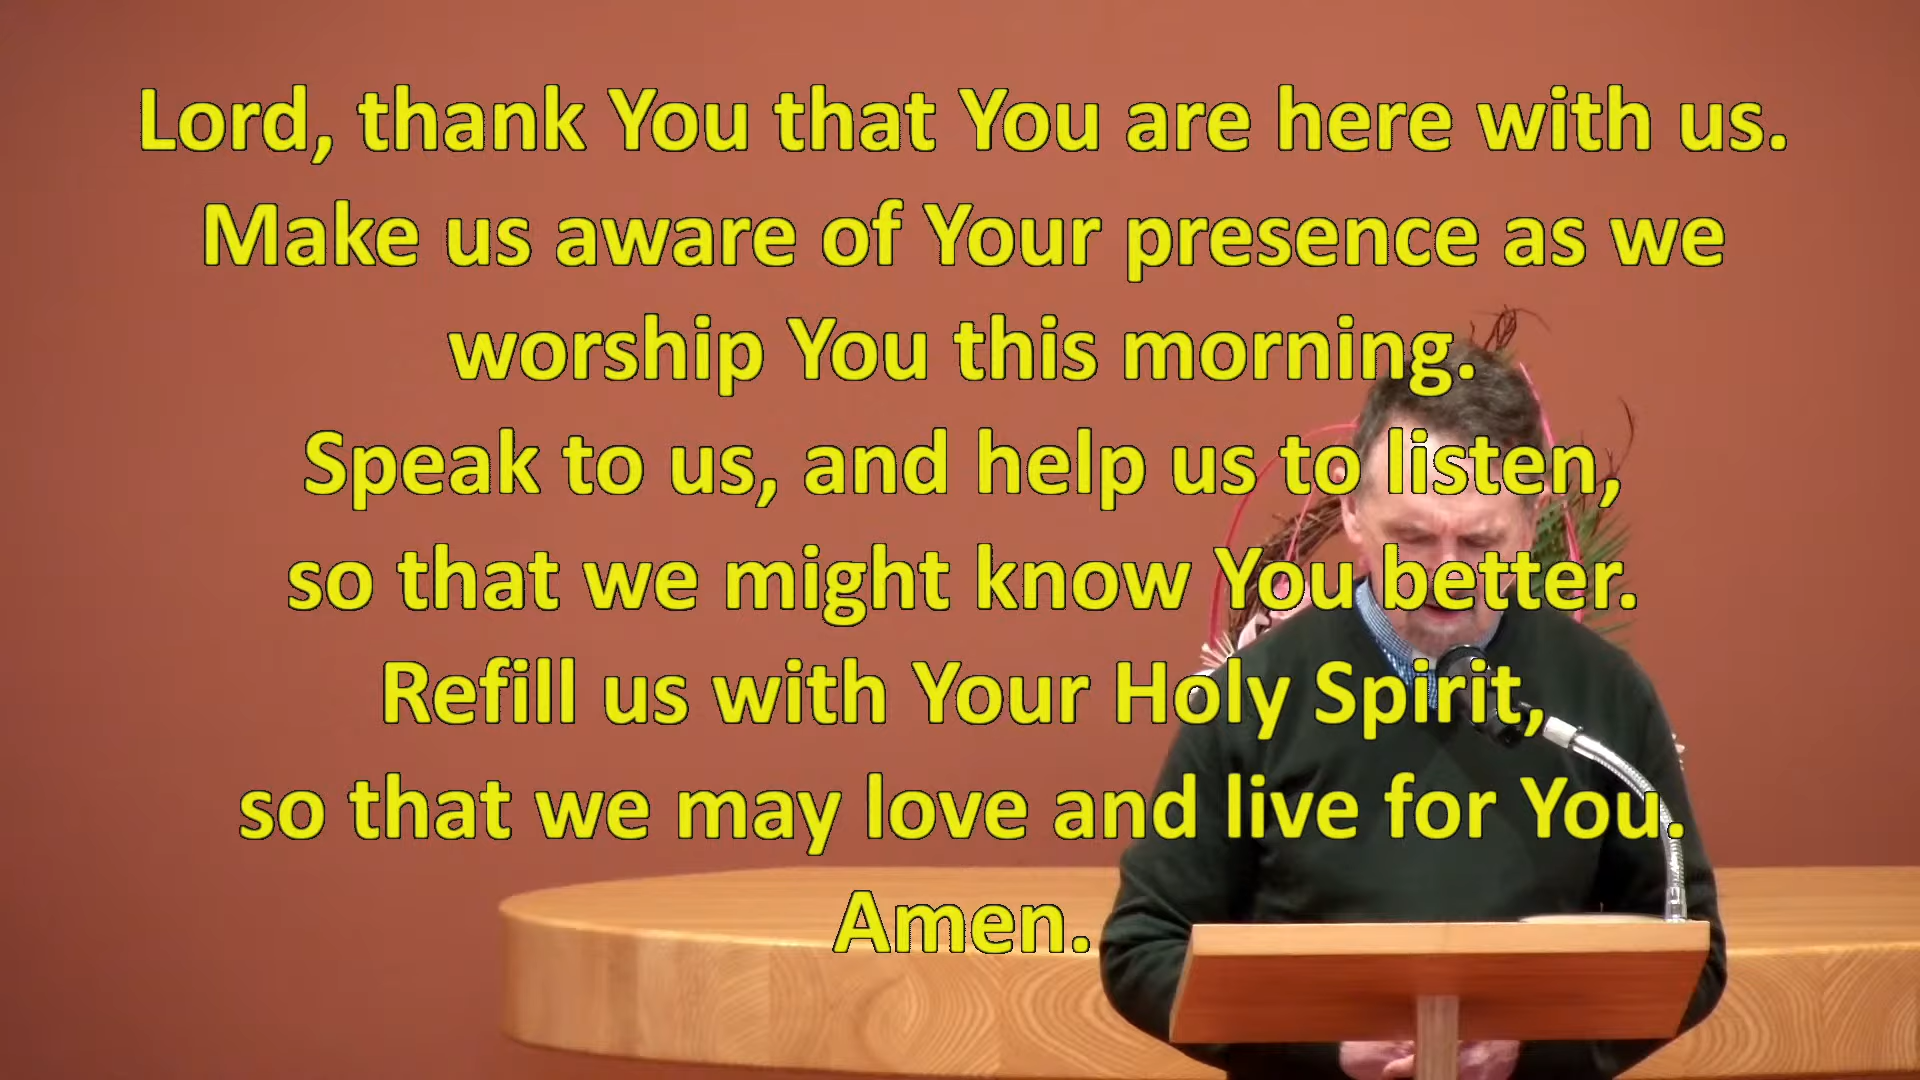 Lord, thank You that You are here with us.
Make us aware of Your presence as we
worship You this morning.
Speak to us, and help us to listen,
so that we might know You better.
Refill us with Your Holy Spirit,
so that we may love and live for You.
Amen.